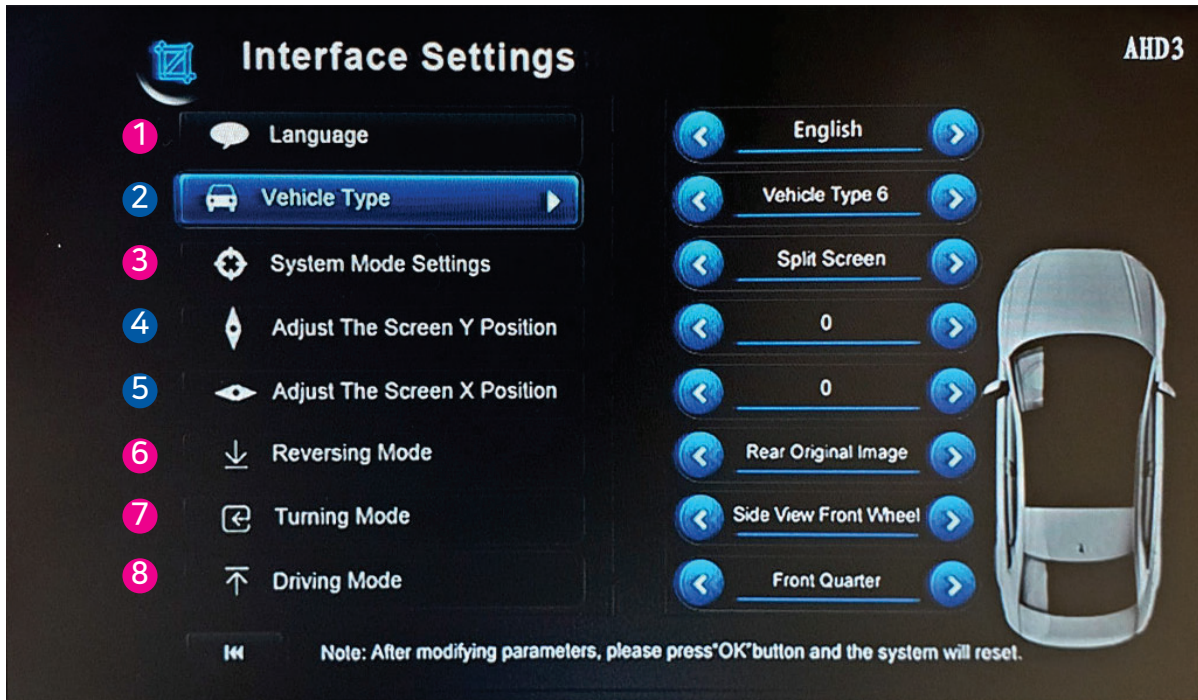 Interface Settings
AHD3
1 Language English
2 Vehicle Type Vehicle Type 6
3 System Mode Settings Split Screen
4 Adjust The Screen Y Position 0
5 Adjust The Screen X Position 0
6 Reversing Mode Rear Original Image
7 Turning Mode Side View Front Wheel
8 Driving Mode Front Quarter
Note: After modifying parameters, please press"OK"button and the system will reset.